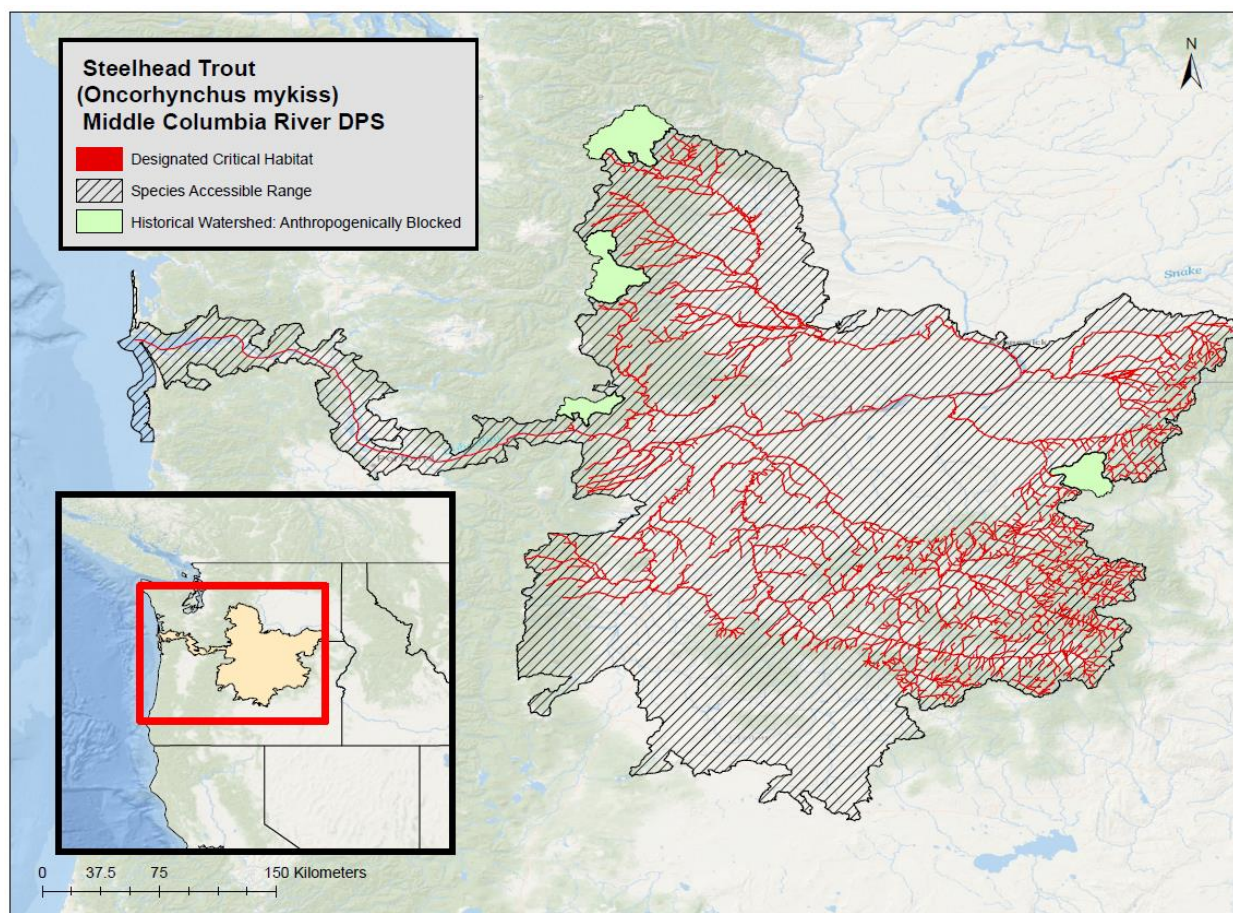 Steelhead Trout
(Oncorhynchus mykiss)
Middle Columbia River DPS
Designated Critical Habitat
Species Accessible Range
Historical Watershed: Anthropogenically Blocked
N
Snake
Portland
0 37.5 75 150 Kilometers